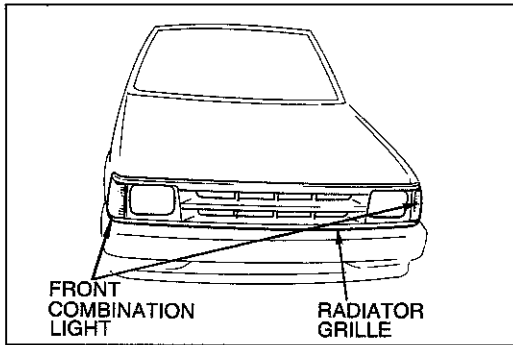 FRONT
COMBINATION
LIGHT
RADIATOR
GRILLE